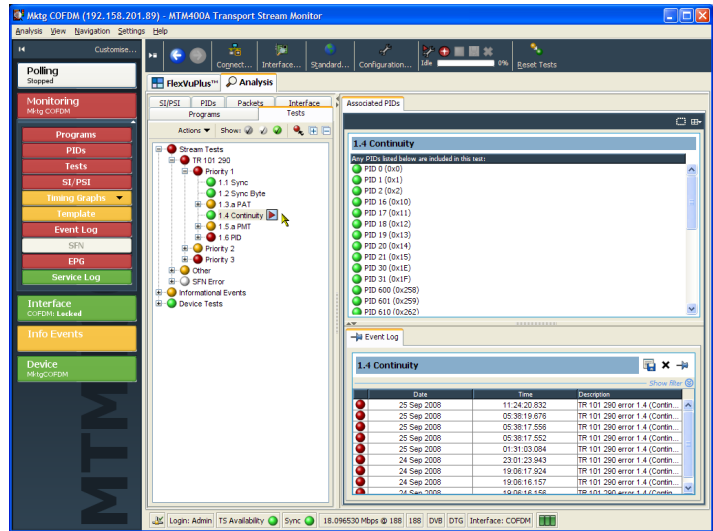 Mktg COFDM (192.158.201.89) - MTM400A Transport Stream Monitor
Analysis View Navigation Settings Help
Customise...
Connect... Interface... Standard... Configuration... Idle 0% Reset Tests
Polling
Stopped
FlexVuPlus™ Analysis
Monitoring
Mktg COFDM
SI/PSI PIDs Packets Interface
Programs Tests
Associated PIDs
Actions Show:
Programs
PIDs
Tests
SI/PSI
Timing Graphs
Template
Event Log
SFN
EPG
Service Log
Interface
COFDM: Locked
Info Events
Device
MktgCOFDM
MTM
Stream Tests
TR 101 290
Priority 1
1.1 Sync
1.2 Sync Byte
1.3.a PAT
1.4 Continuity
1.5.a PMT
1.6 PID
Priority 2
Priority 3
Other
SFN Error
Informational Events
Device Tests
1.4 Continuity
Any PIDs listed below are included in this test:
PID 0 (0x0)
PID 1 (0x1)
PID 2 (0x2)
PID 16 (0x10)
PID 17 (0x11)
PID 18 (0x12)
PID 19 (0x13)
PID 20 (0x14)
PID 21 (0x15)
PID 30 (0x1E)
PID 31 (0x1F)
PID 600 (0x258)
PID 601 (0x259)
PID 610 (0x262)
Event Log
1.4 Continuity
Show filter
Date Time Description
25 Sep 2008 11:24:20.832 TR 101 290 error 1.4 (Contin...
25 Sep 2008 05:38:19.676 TR 101 290 error 1.4 (Contin...
25 Sep 2008 05:38:17.556 TR 101 290 error 1.4 (Contin...
25 Sep 2008 05:38:17.552 TR 101 290 error 1.4 (Contin...
25 Sep 2008 01:31:03.084 TR 101 290 error 1.4 (Contin...
24 Sep 2008 23:01:23.943 TR 101 290 error 1.4 (Contin...
24 Sep 2008 19:06:17.924 TR 101 290 error 1.4 (Contin...
24 Sep 2008 19:06:16.157 TR 101 290 error 1.4 (Contin...
24 Sep 2008 19:06:16.156 TR 101 290 error 1.4 (Contin...
Login: Admin TS Availability Sync 18.096530 Mbps @ 188 188 DVB DTG Interface: COFDM